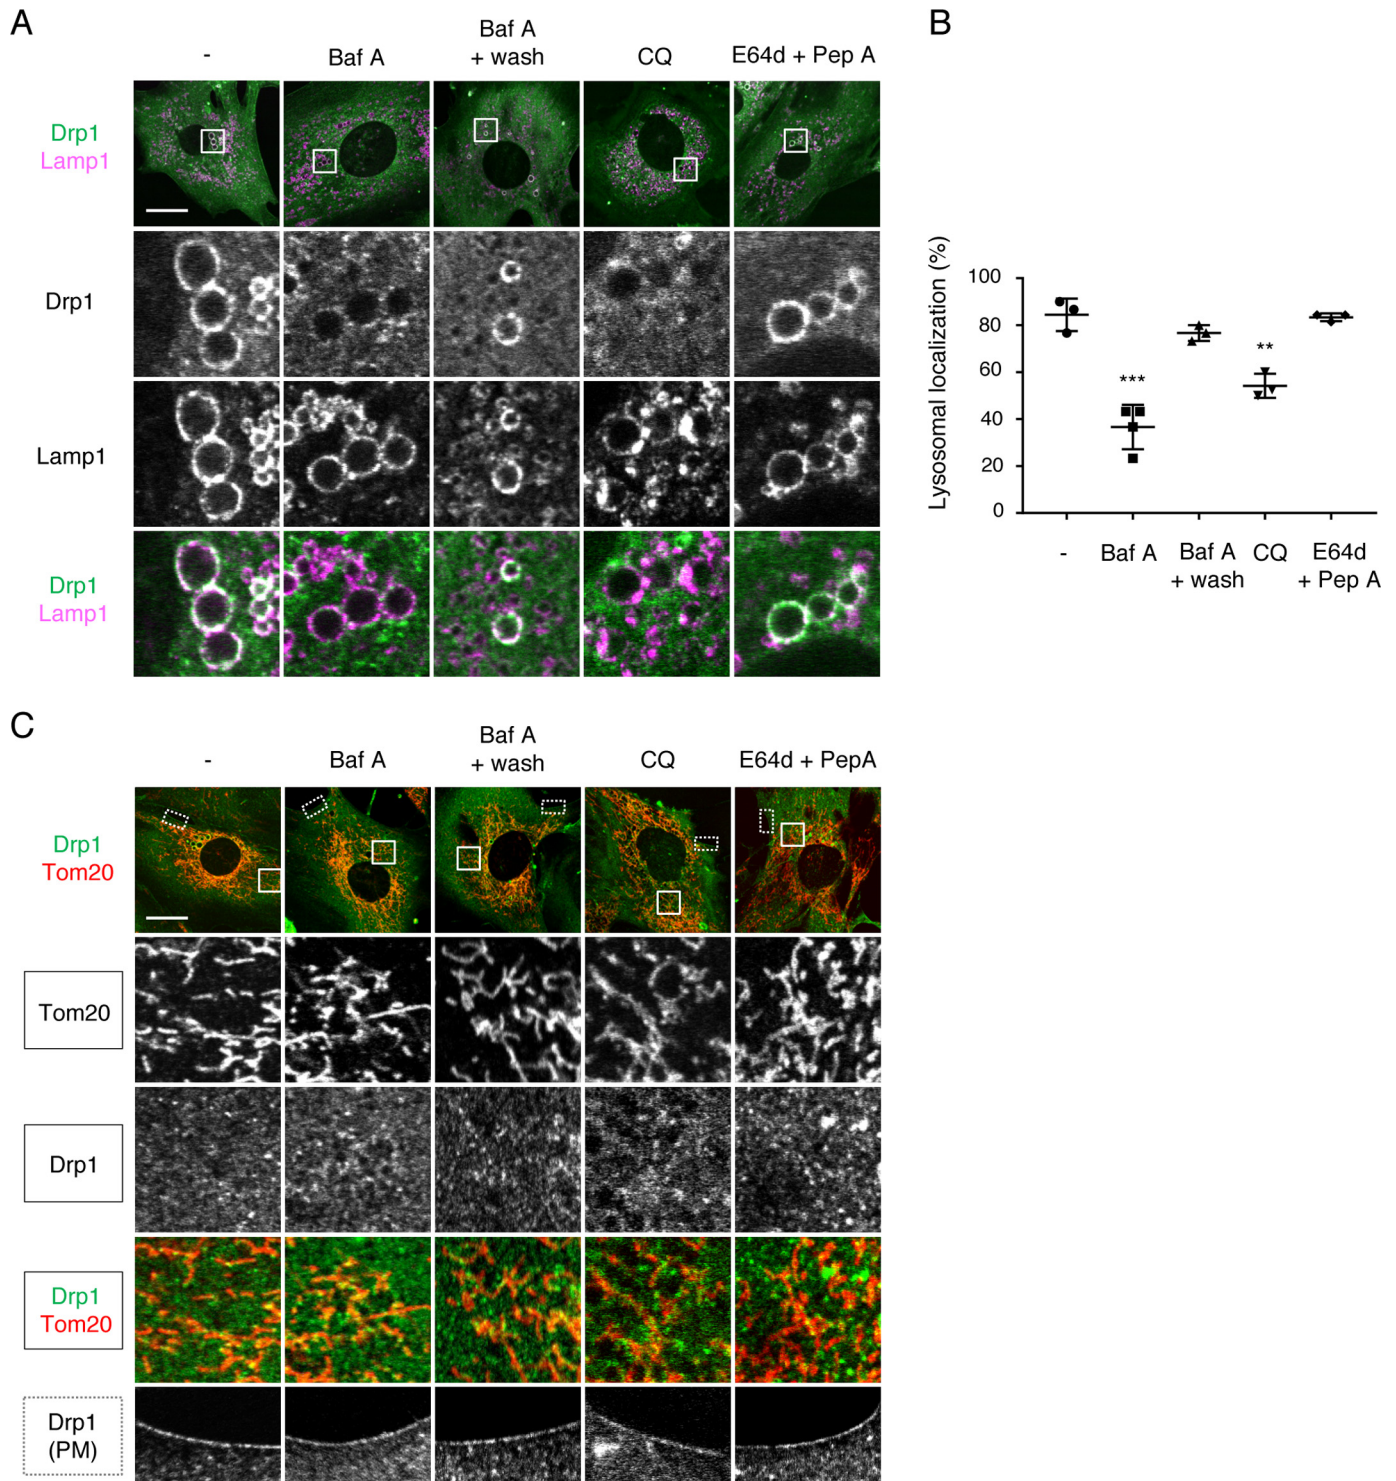 A
-
Baf A
Baf A
+ wash
CQ
E64d + Pep A
Drp1
Lamp1
Drp1
Lamp1
Drp1
Lamp1
B
Lysosomal localization (%)
100
80
60
40
20
0
***
**
-
Baf A
Baf A
+ wash
CQ
E64d
+ Pep A
C
-
Baf A
Baf A
+ wash
CQ
E64d + PepA
Drp1
Tom20
Tom20
Drp1
Drp1
Tom20
Drp1
(PM)